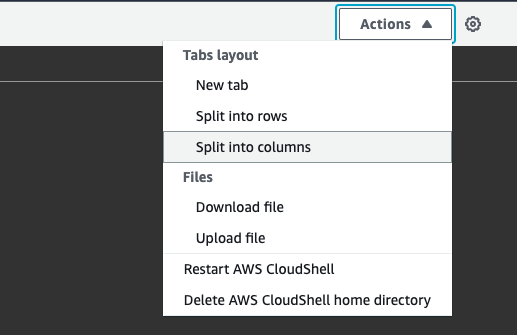 Actions
Tabs layout
New tab
Split into rows
Split into columns
Files
Download file
Upload file
Restart AWS CloudShell
Delete AWS CloudShell home directory